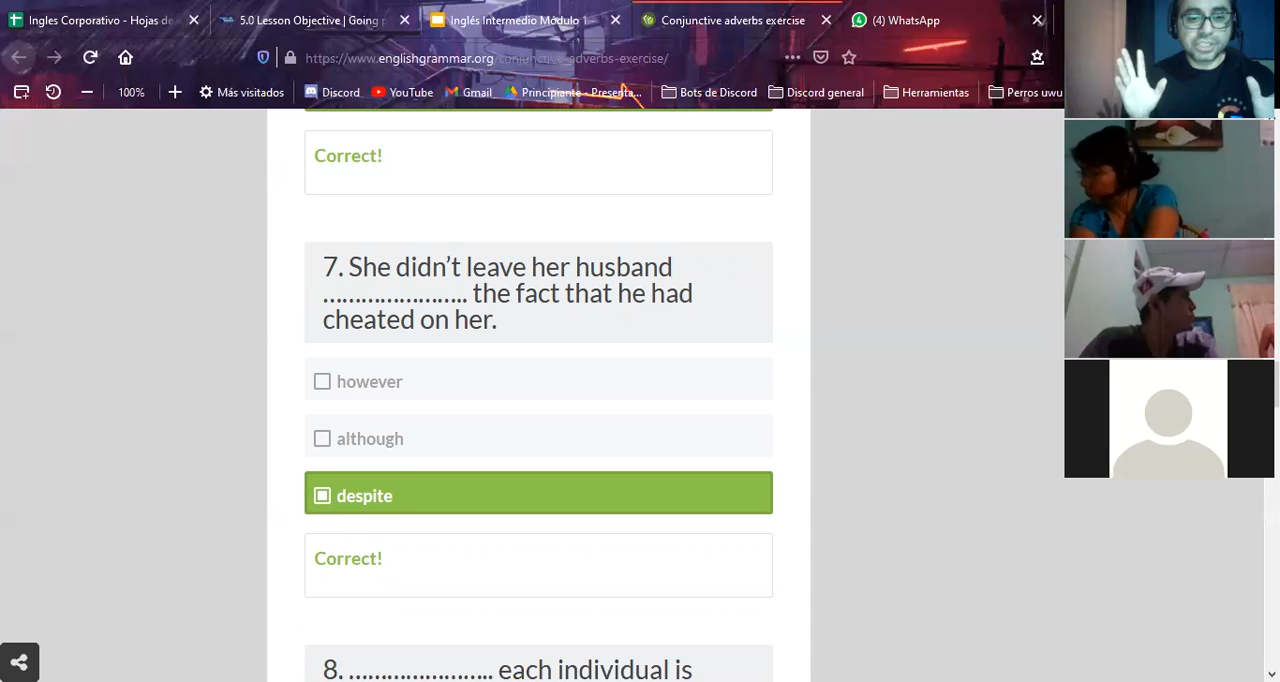 Ingles Corporativo - Hojas de
5.0 Lesson Objective | Going
Inglés Intermedio Módulo 1 -
Conjunctive adverbs exercise
(4) WhatsApp
https://www.englishgrammar.org/conjunctive-adverbs-exercise/
100%
Más visitados
Discord
YouTube
Gmail
Principiante - Presenta...
Bots de Discord
Discord general
Herramientas
Perros uwu
Correct!
7. She didn't leave her husband
………………….. the fact that he had
cheated on her.
however
although
despite
Correct!
8. ………………….. each individual is